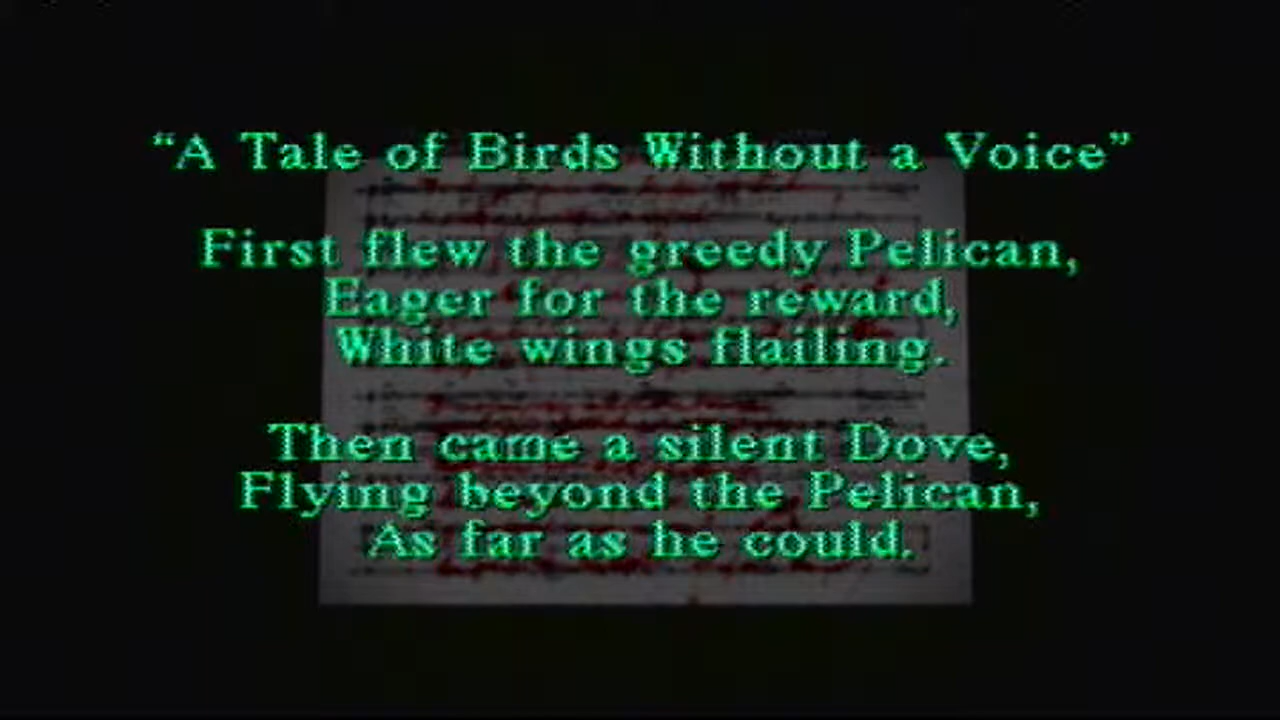 “A Tale of Birds Without a Voice”
First flew the greedy Pelican,
Eager for the reward,
White wings flailing.
Then came a silent Dove,
Flying beyond the Pelican,
As far as he could.